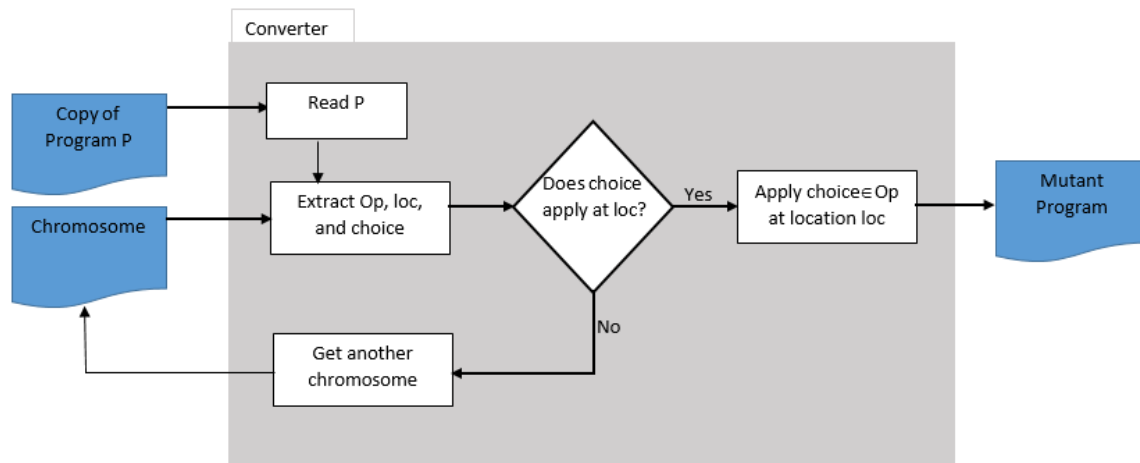 Converter
Copy of
Program P
Read P
Chromosome
Extract Op, loc,
and choice
Does choice
apply at loc?
Yes
Apply choice∈Op
at location loc
Mutant
Program
No
Get another
chromosome